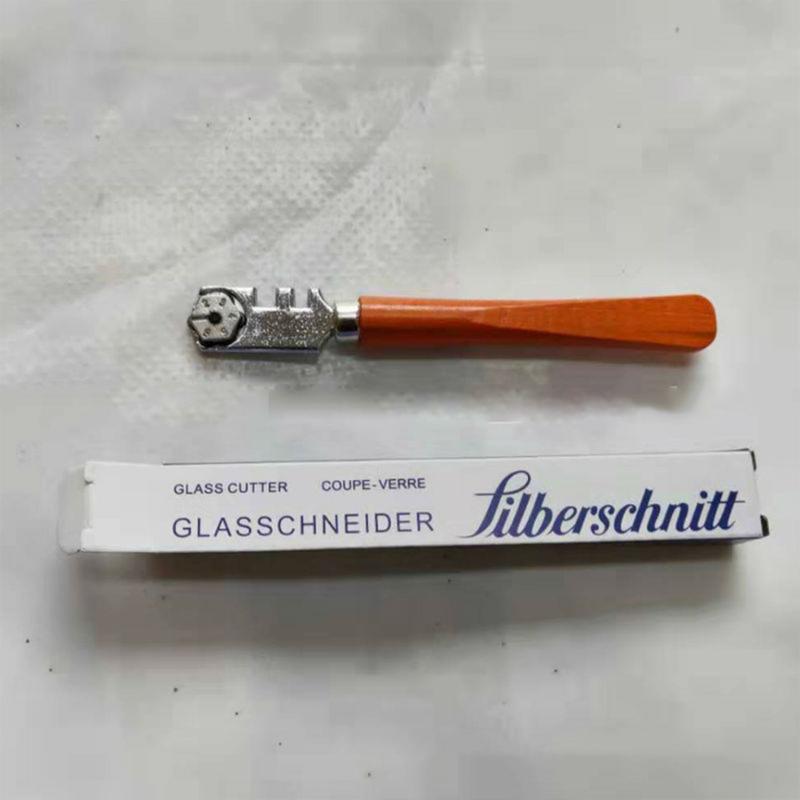 GLASS CUTTER COUPE-VERRE
GLASSCHNEIDER Silberschnitt